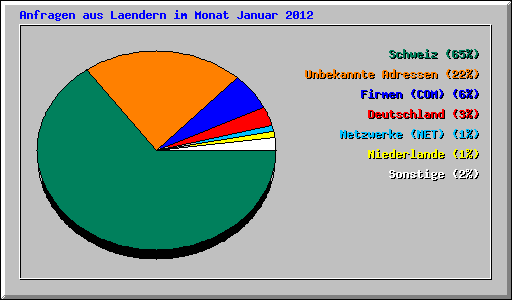 Anfragen aus Laendern im Monat Januar 2012
Schweiz (65%)
Unbekannte Adressen (22%)
Firmen (COM) (6%)
Deutschland (3%)
Netzwerke (NET) (1%)
Niederlande (1%)
Sonstige (2%)